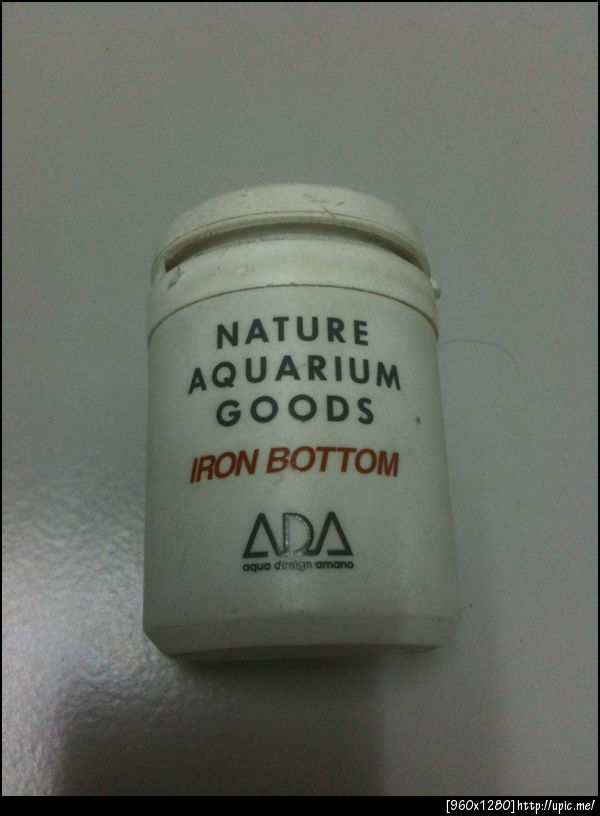 NATURE
AQUARIUM
GOODS
IRON BOTTOM
ADA
aqua design amano
[960x1280]http://upic.me/